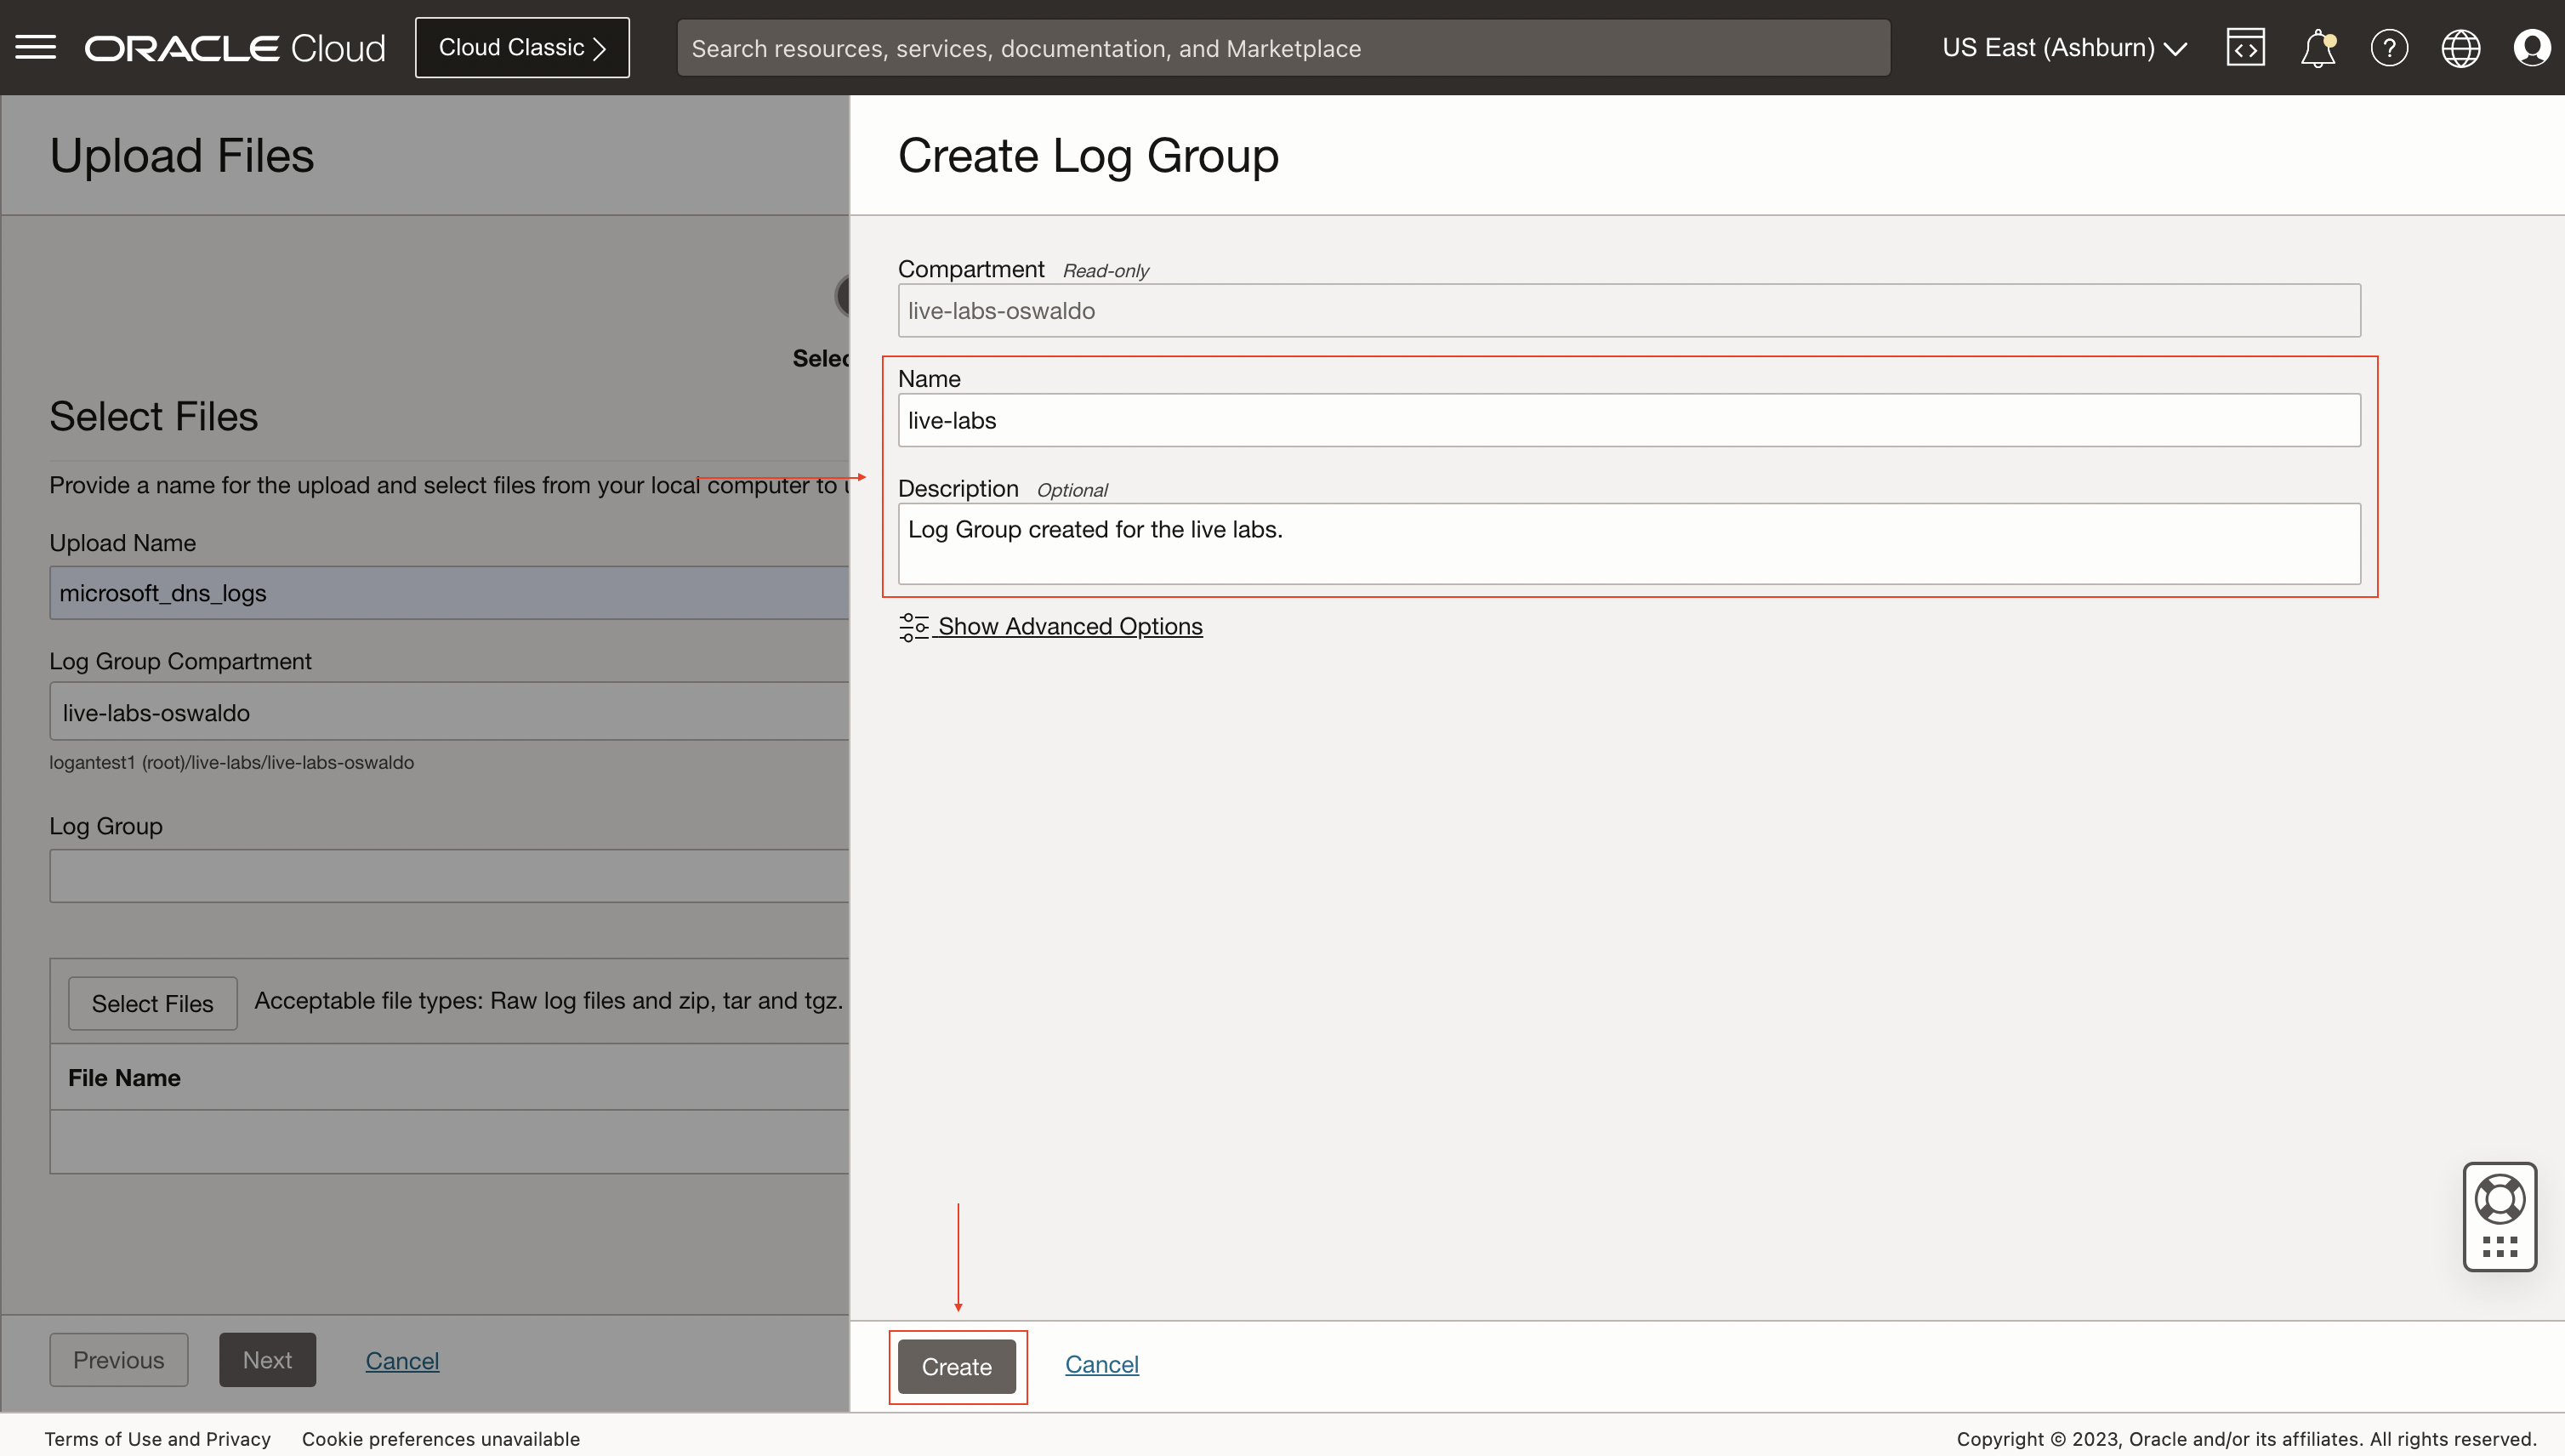 ORACLE Cloud
Cloud Classic
Search resources, services, documentation, and Marketplace
US East (Ashburn)
Upload Files
Selec
Select Files
Provide a name for the upload and select files from your local computer to
Upload Name
microsoft_dns_logs
Log Group Compartment
live-labs-oswaldo
logantest1 (root)/live-labs/live-labs-oswaldo
Log Group
Select Files
Acceptable file types: Raw log files and zip, tar and tgz.
File Name
Previous
Next
Cancel
Create Log Group
Compartment Read-only
live-labs-oswaldo
Name
live-labs
Description Optional
Log Group created for the live labs.
Show Advanced Options
Create
Cancel
Terms of Use and Privacy
Cookie preferences unavailable
Copyright © 2023, Oracle and/or its affiliates. All rights reserved.